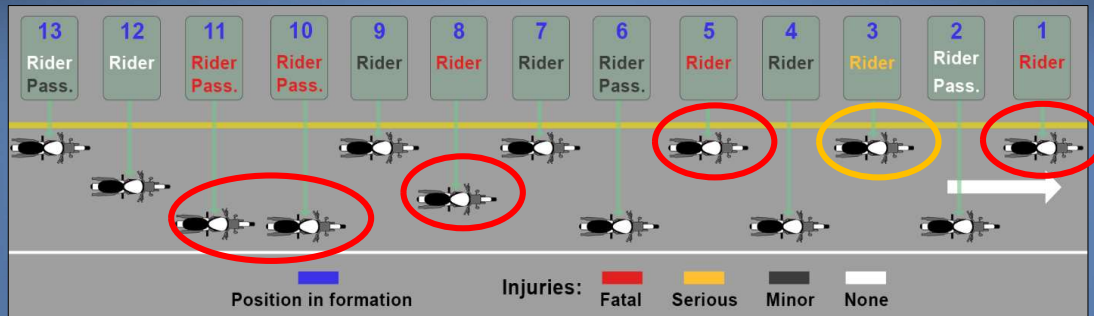 13 12 11 10 9 8 7 6 5 4 3 2 1
Rider Rider Rider Rider Rider Rider Rider Rider Rider Rider Rider Rider Rider
Pass. Pass. Pass. Pass. Pass.
Injuries:
Position in formation Fatal Serious Minor None